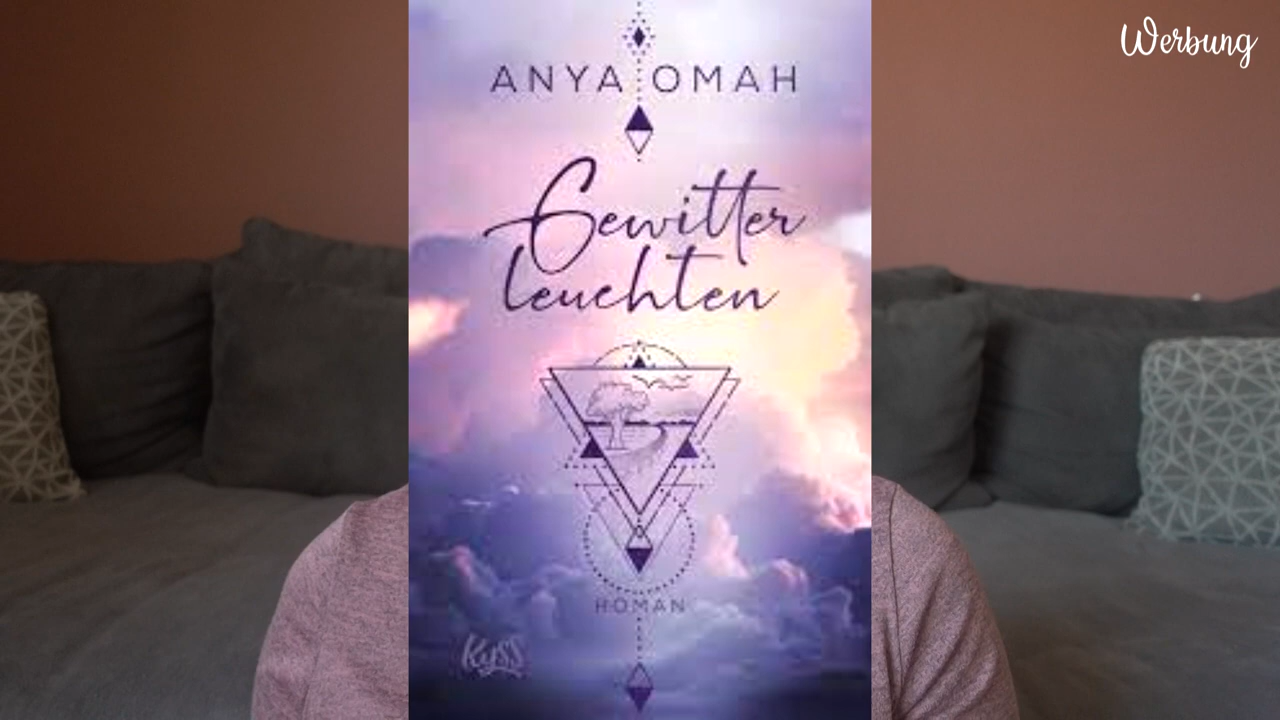 Werbung
ANYA OMAH
Gewitter
leuchten
ROMAN
Kyss